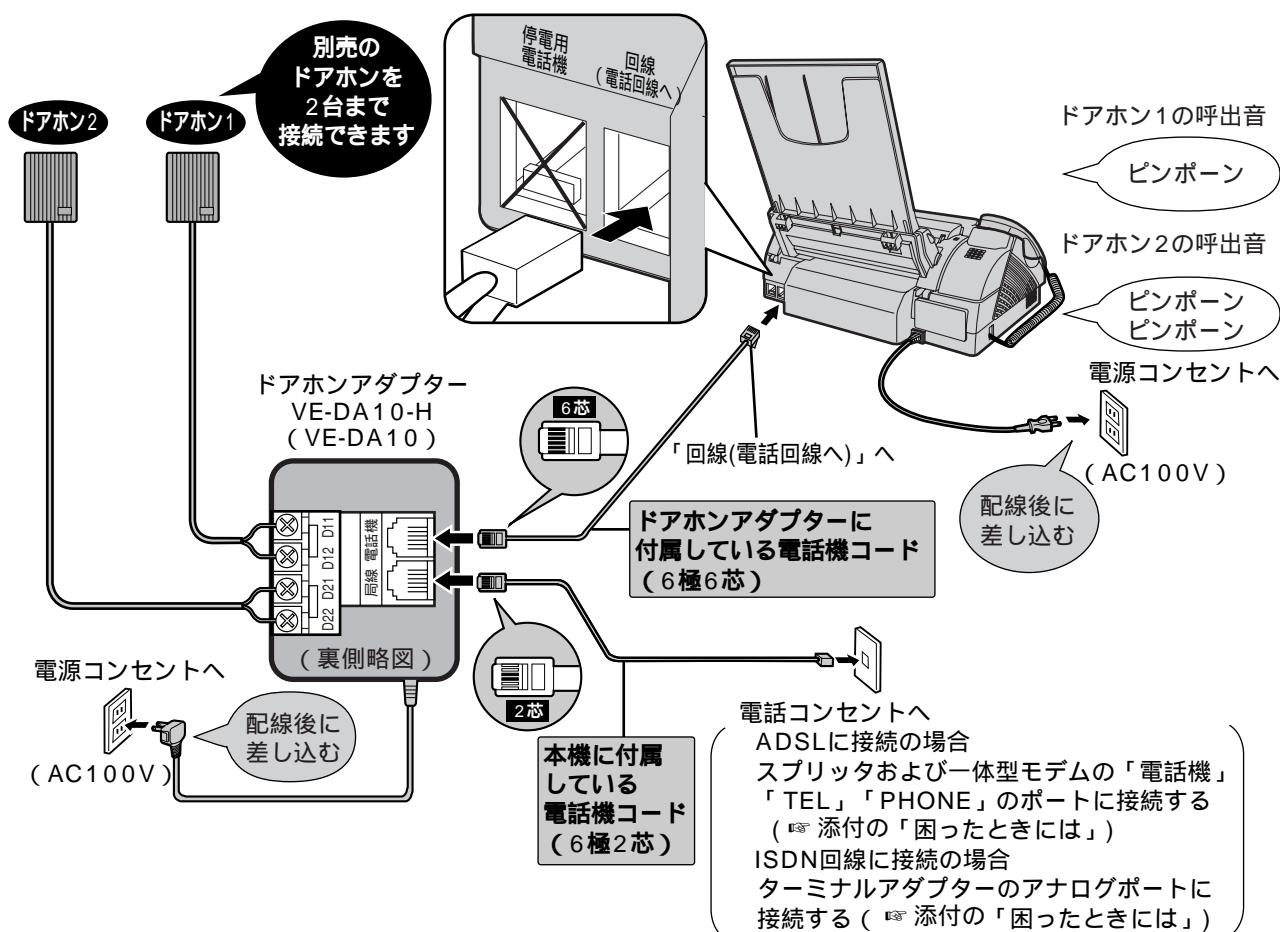 別売の
ドアホンを
2台まで
接続できます
ドアホン2
ドアホン1
停電用
電話機
回線
(電話回線へ)
ドアホン1の呼出音
ピンポーン
ドアホン2の呼出音
ピンポーン
ピンポーン
電源コンセントへ
(AC100V)
配線後に
差し込む
ドアホンアダプター
VE-DA10-H
(VE-DA10)
6芯
「回線(電話回線へ)」へ
ドアホンアダプターに
付属している電話機コード
(6極6芯)
D11
D12
D21
D22
電話機
局線
(裏側略図)
2芯
電源コンセントへ
(AC100V)
配線後に
差し込む
本機に付属
している
電話機コード
(6極2芯)
電話コンセントへ
ADSLに接続の場合
スプリッタおよび一体型モデムの「電話機」
「TEL」「PHONE」のポートに接続する
(☞ 添付の「困ったときには」)
ISDN回線に接続の場合
ターミナルアダプターのアナログポートに
接続する(☞ 添付の「困ったときには」)